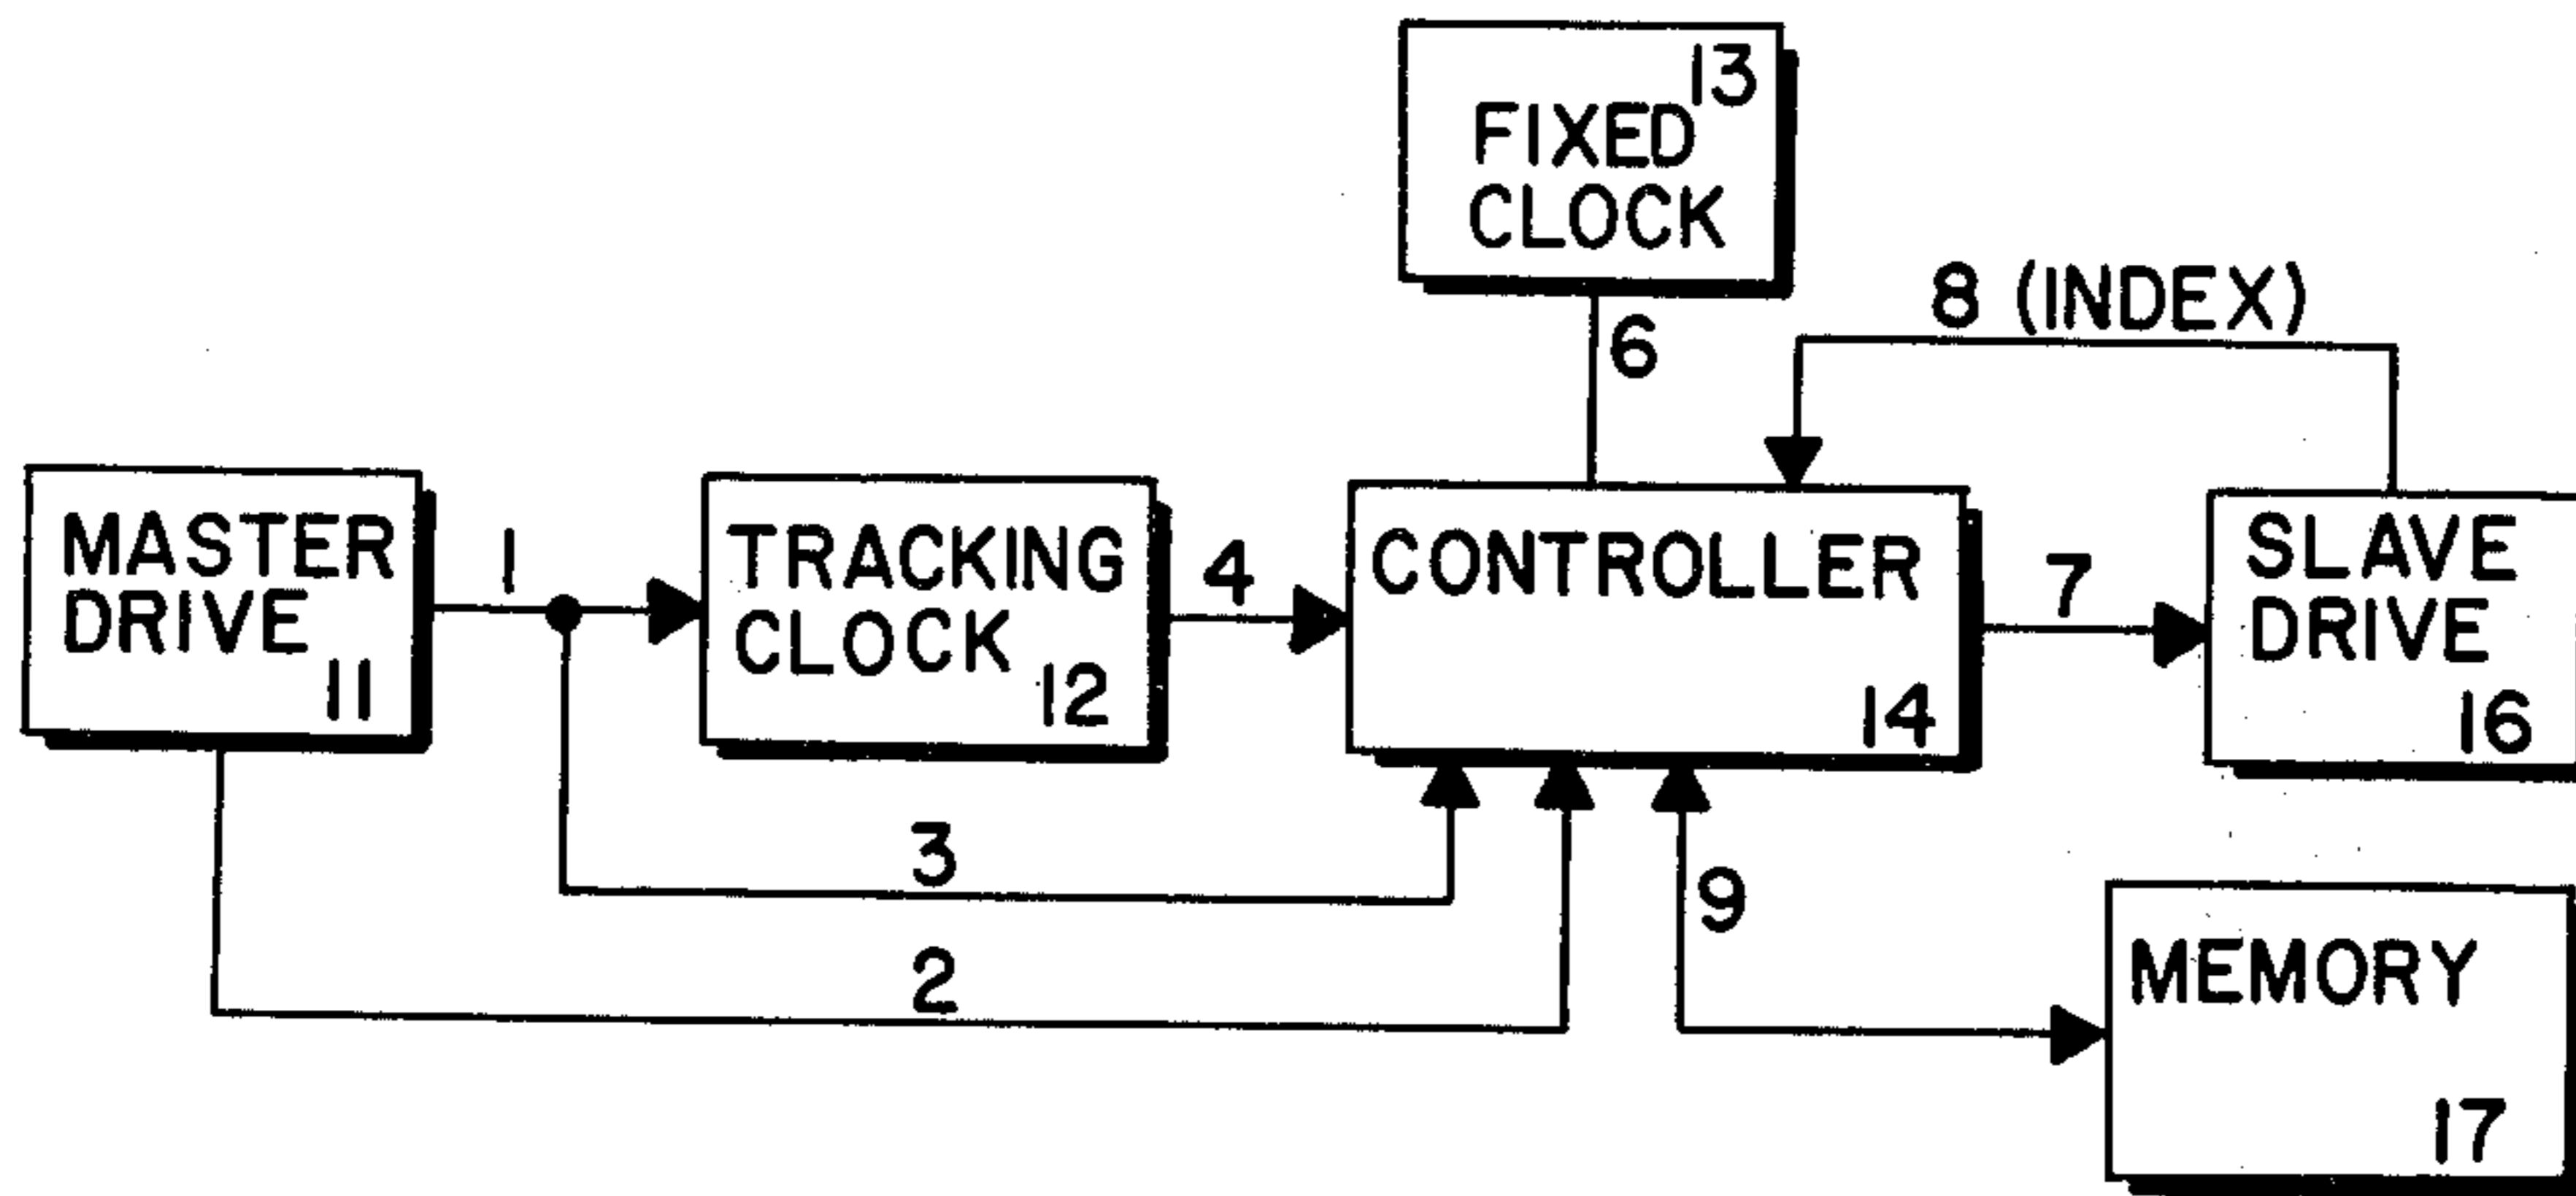 13
FIXED
CLOCK
6
8 (INDEX)
MASTER
DRIVE
11
1
TRACKING
CLOCK
12
4
CONTROLLER
14
7
SLAVE
DRIVE
16
3
2
9
MEMORY
17